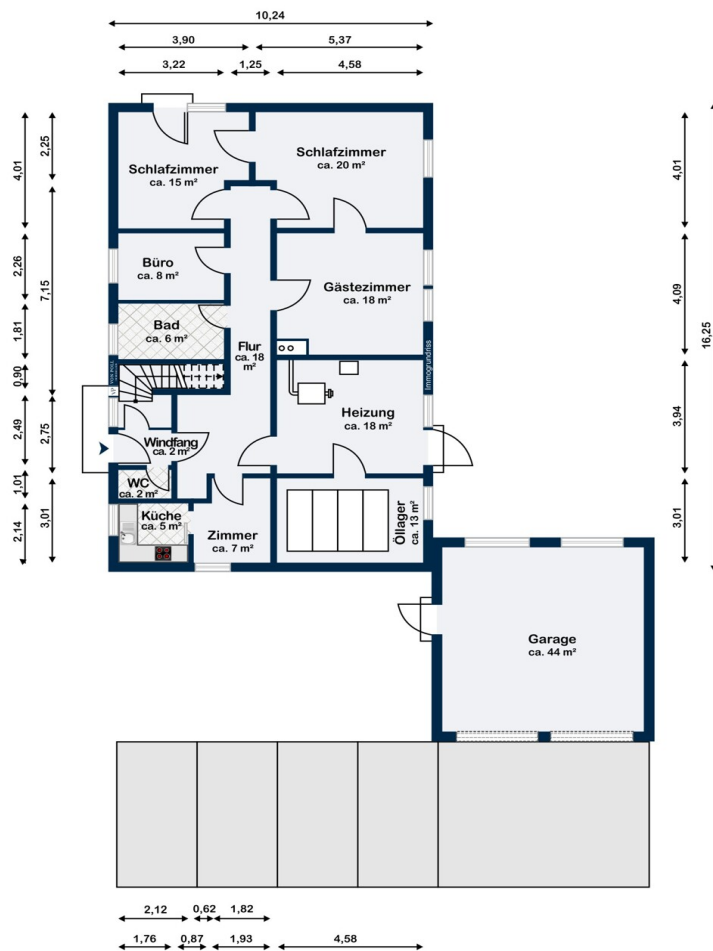 10,24
3,90 5,37
3,22 1,25 4,58
4,01
2,25
Schlafzimmer
ca. 15 m²
Schlafzimmer
ca. 20 m²
4,01
2,26
7,15
Büro
ca. 8 m²
Gästezimmer
ca. 18 m²
4,09
16,25
1,81
Bad
ca. 6 m²
Flur
ca. 18
m²
Immogrundriss
0,90
2,49
2,75
Windfang
ca. 2 m²
Heizung
ca. 18 m²
3,94
1,01
WC
ca. 2 m²
2,14
3,01
Küche
ca. 5 m²
Zimmer
ca. 7 m²
Öllager
ca. 13 m²
3,01
Garage
ca. 44 m²
2,12 0,62 1,82
1,76 0,87 1,93 4,58